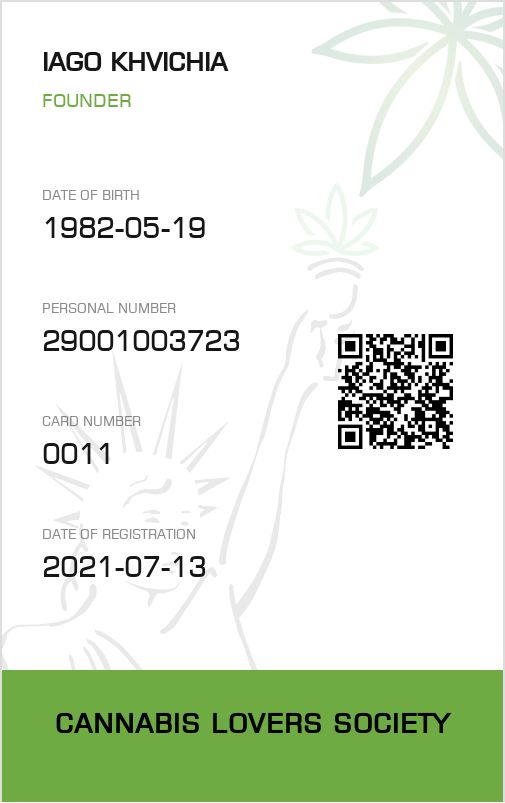 IAGO KHVICHIA
FOUNDER
DATE OF BIRTH
1982-05-19
PERSONAL NUMBER
29001003723
CARD NUMBER
0011
DATE OF REGISTRATION
2021-07-13
CANNABIS LOVERS SOCIETY